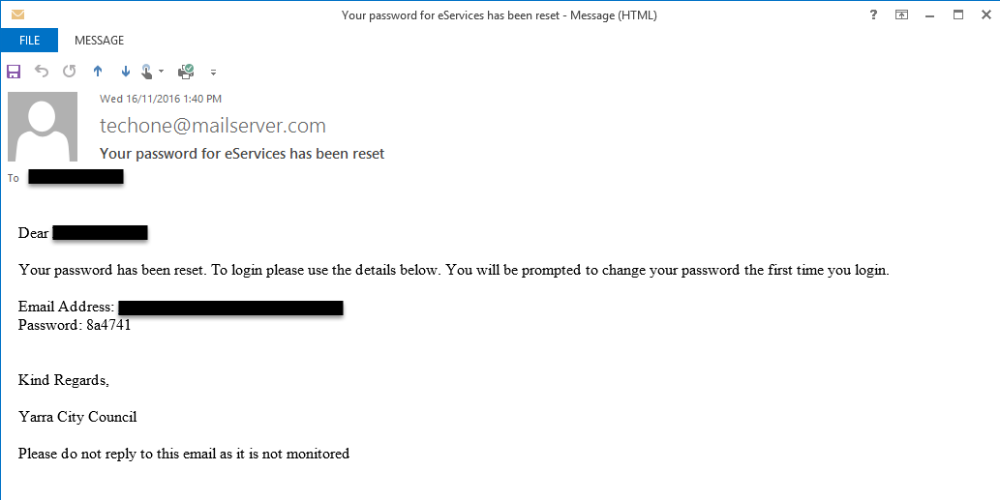 Your password for eServices has been reset - Message (HTML)
?
FILE MESSAGE
Wed 16/11/2016 1:40 PM
techone@mailserver.com
Your password for eServices has been reset
To
Dear
Your password has been reset. To login please use the details below. You will be prompted to change your password the first time you login.
Email Address:
Password: 8a4741
Kind Regards,
Yarra City Council
Please do not reply to this email as it is not monitored